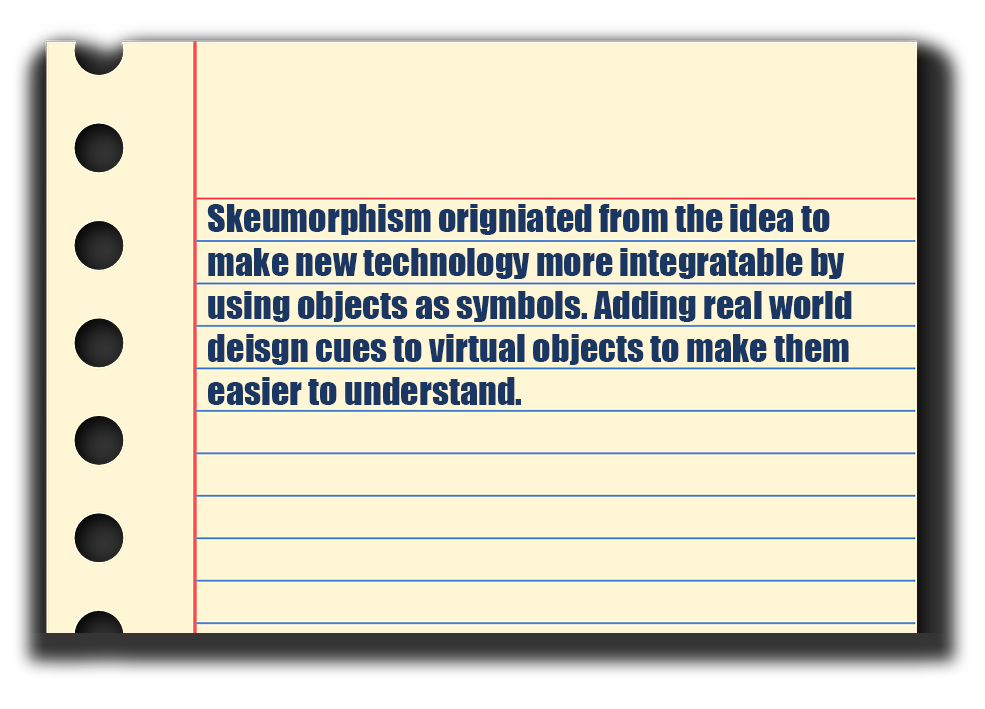 Skeumorphism origniated from the idea to
make new technology more integratable by
using objects as symbols. Adding real world
deisgn cues to virtual objects to make them
easier to understand.